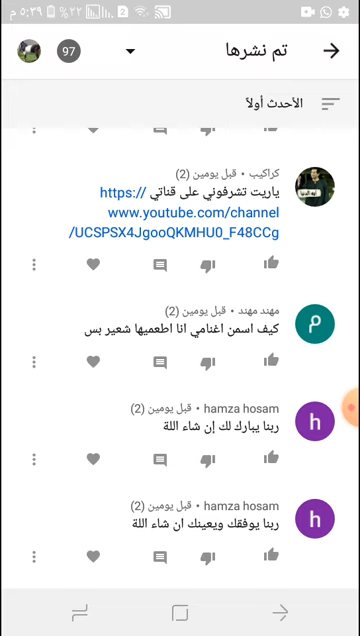 ٥:٣٩ م
٢٢%
2
تم نشرها
97
الأحدث أولاً
كراكيب • قبل يومين (2)
ياريت تشرفوني على قناتي https://
www.youtube.com/channel
/UCSPSX4JgooQKMHU0_F48CCg
م
مهند مهند • قبل يومين (2)
كيف اسمن اغنامي انا اطعميها شعير بس
h
hamza hosam • قبل يومين (2)
ربنا يبارك لك إن شاء اللة
h
hamza hosam • قبل يومين (2)
ربنا يوفقك ويعينك ان شاء اللة